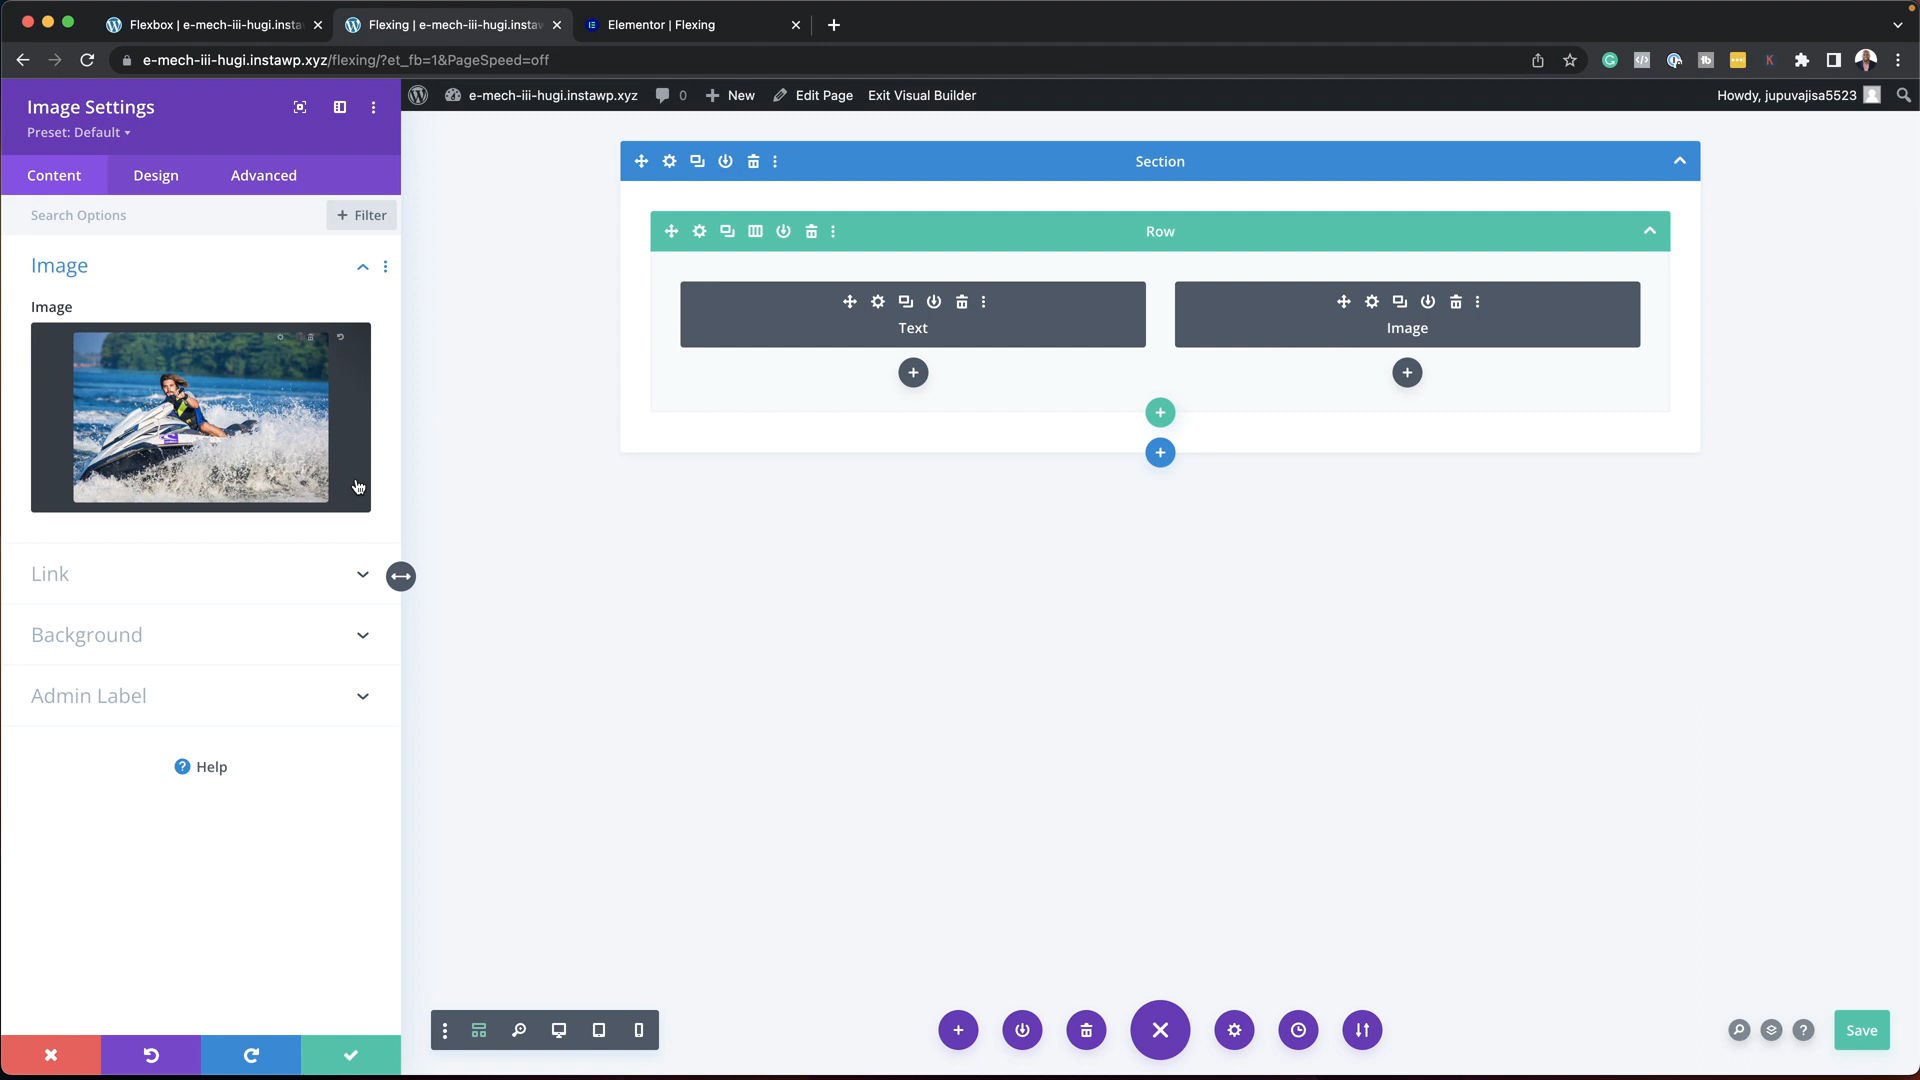 Flexbox | e-mech-iii-hugi.insta
Flexing | e-mech-iii-hugi.instaw
Elementor | Flexing
e-mech-iii-hugi.instawp.xyz/flexing/?et_fb=1&PageSpeed=off
Image Settings
Preset: Default
e-mech-iii-hugi.instawp.xyz
0
New
Edit Page
Exit Visual Builder
Howdy, jupuvajisa5523
Content
Design
Advanced
Search Options
+ Filter
Section
Image
Image
Row
Text
Image
Link
Background
Admin Label
? Help
Save